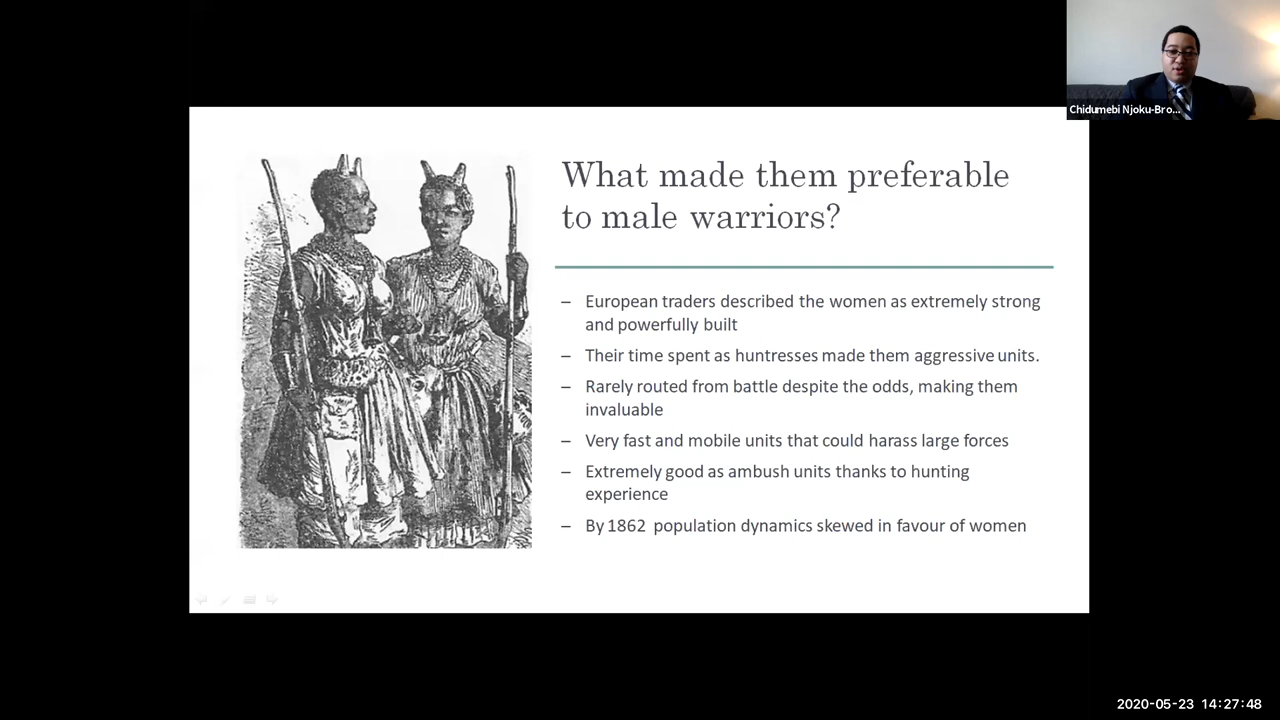 Chidumebi Njoku-Bro...
What made them preferable
to male warriors?
– European traders described the women as extremely strong
and powerfully built
– Their time spent as huntresses made them aggressive units.
– Rarely routed from battle despite the odds, making them
invaluable
– Very fast and mobile units that could harass large forces
– Extremely good as ambush units thanks to hunting
experience
– By 1862 population dynamics skewed in favour of women
2020-05-23 14:27:48